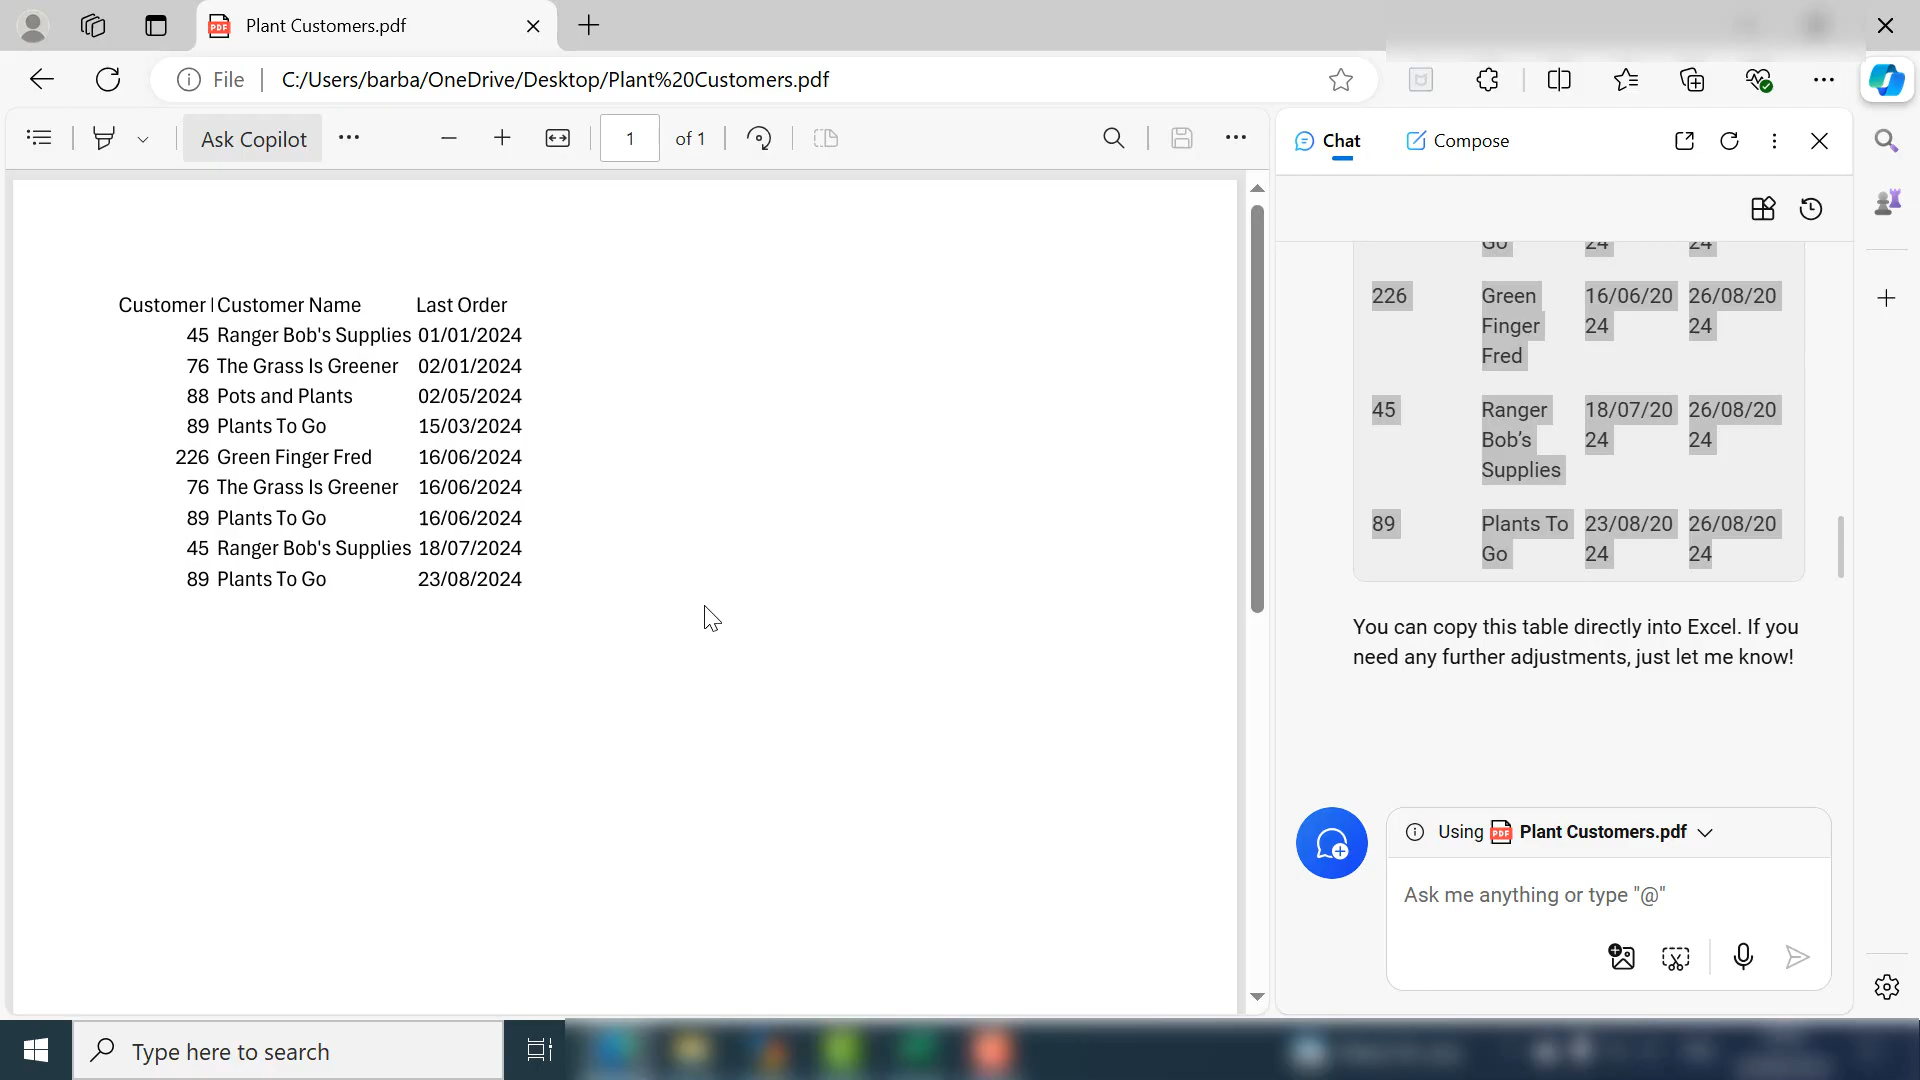 Plant Customers.pdf
File
C:/Users/barba/OneDrive/Desktop/Plant%20Customers.pdf
Ask Copilot
1 of 1
Customer Customer Name Last Order
45 Ranger Bob's Supplies 01/01/2024
76 The Grass Is Greener 02/01/2024
88 Pots and Plants 02/05/2024
89 Plants To Go 15/03/2024
226 Green Finger Fred 16/06/2024
76 The Grass Is Greener 16/06/2024
89 Plants To Go 16/06/2024
45 Ranger Bob's Supplies 18/07/2024
89 Plants To Go 23/08/2024
Chat Compose
Go 24 24
226 Green 16/06/20 26/08/20
Finger 24 24
Fred
45 Ranger 18/07/20 26/08/20
Bob’s 24 24
Supplies
89 Plants To 23/08/20 26/08/20
Go 24 24
You can copy this table directly into Excel. If you
need any further adjustments, just let me know!
Using PDF Plant Customers.pdf
Ask me anything or type "@"
Type here to search